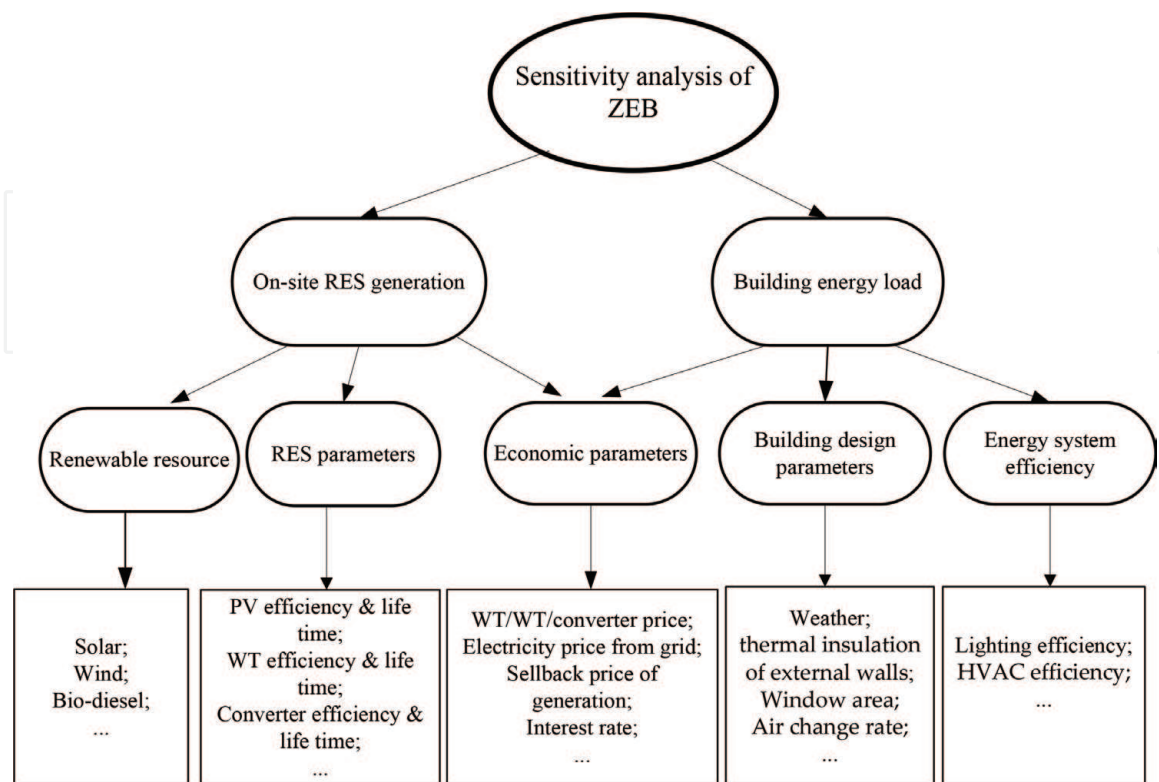 Sensitivity analysis of
ZEB
On-site RES generation
Building energy load
Renewable resource
RES parameters
Economic parameters
Building design
parameters
Energy system
efficiency
Solar;
Wind;
Bio-diesel;
...
PV efficiency & life
time;
WT efficiency & life
time;
Converter efficiency &
life time;
...
WT/WT/converter price;
Electricity price from grid;
Sellback price of
generation;
Interest rate;
...
Weather;
thermal insulation
of external walls;
Window area;
Air change rate;
...
Lighting efficiency;
HVAC efficiency;
...